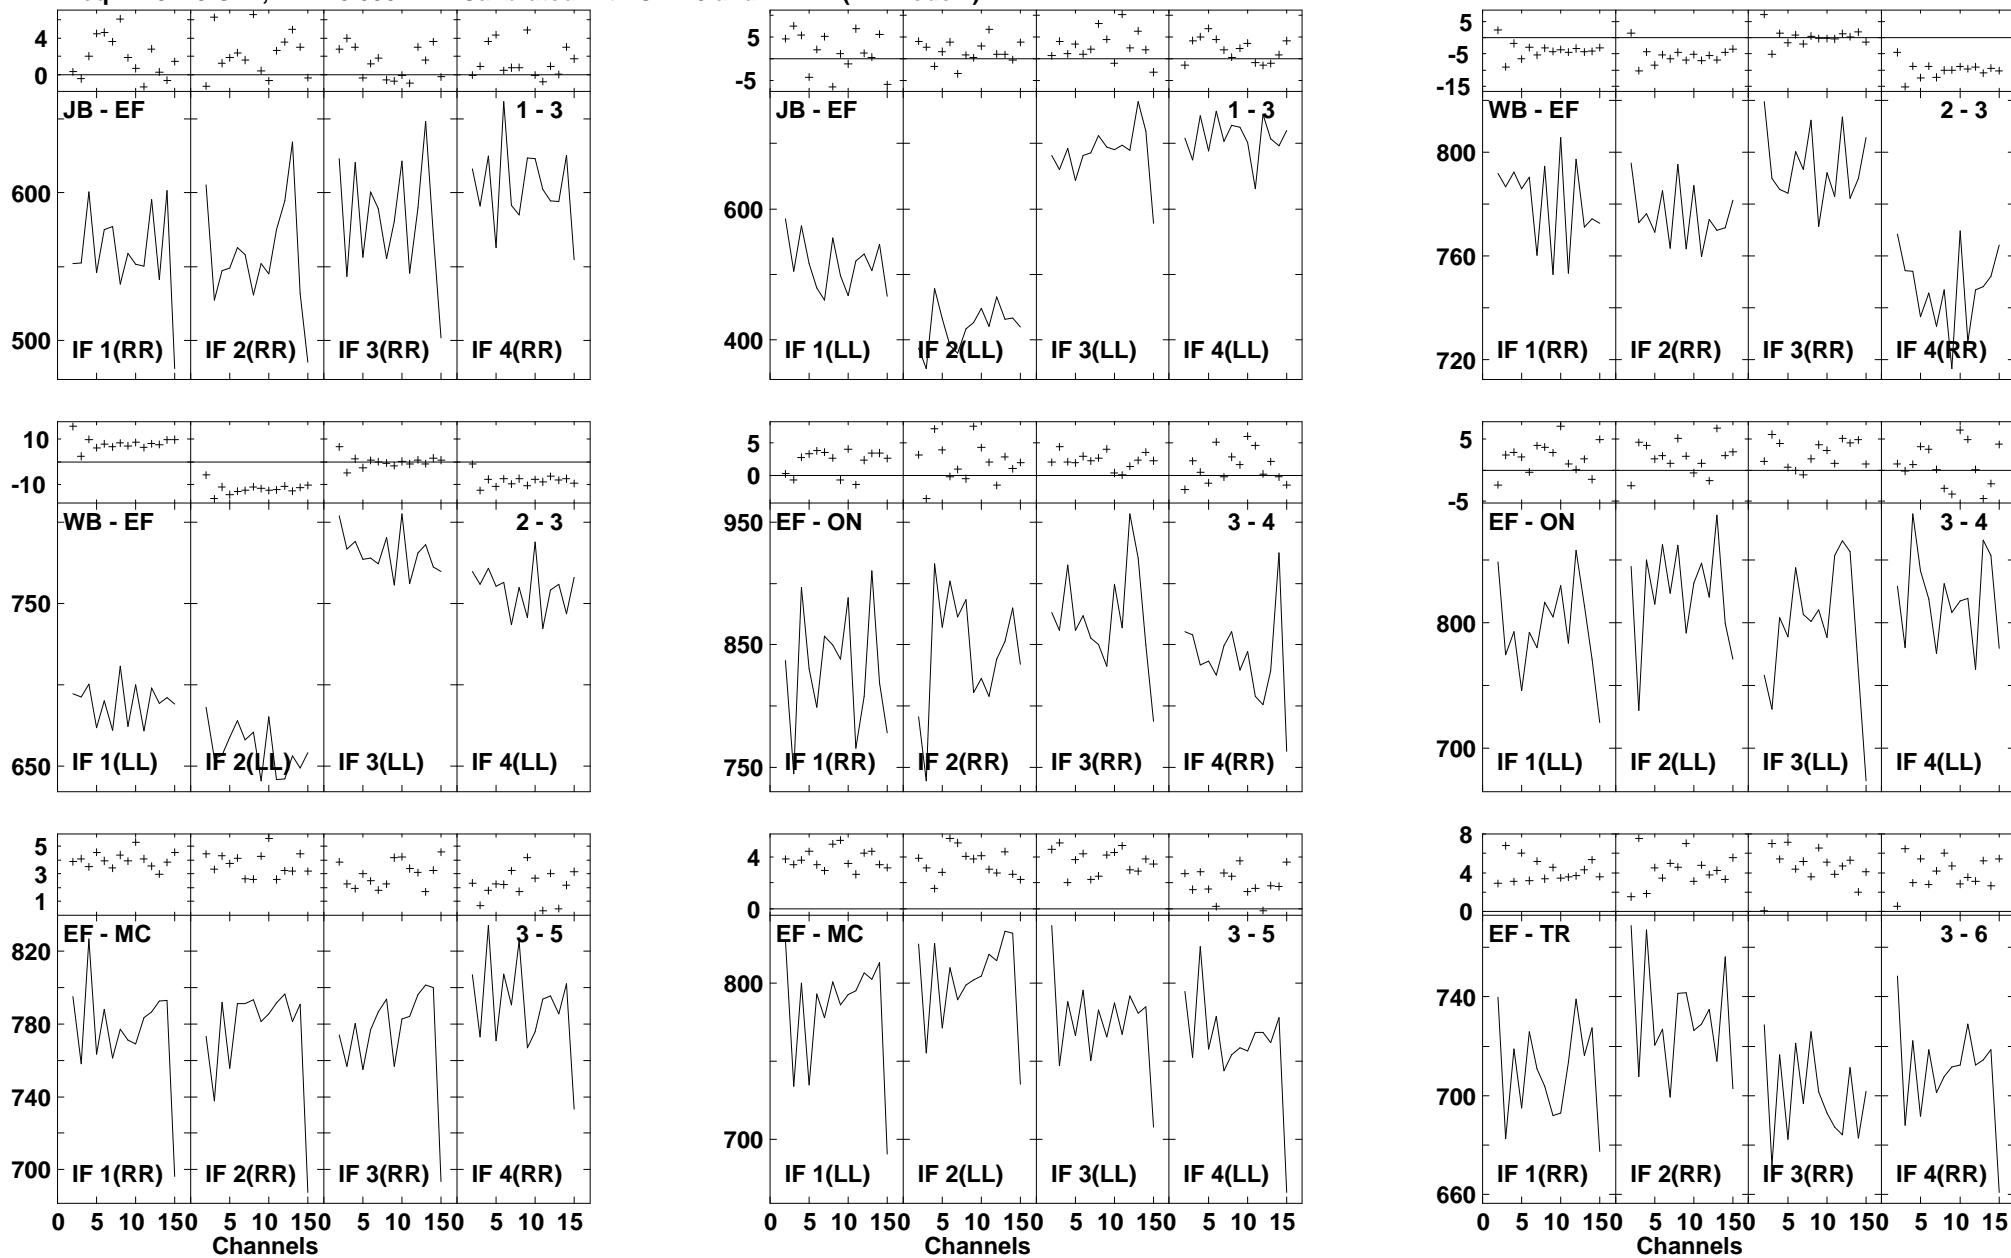 4
0
JB - EF
1 - 3
600
500
IF 1(RR) IF 2(RR) IF 3(RR) IF 4(RR)
5
-5
JB - EF
1 - 3
600
400
IF 1(LL) IF 2(LL) IF 3(LL) IF 4(LL)
5
-5
-15
WB - EF
2 - 3
800
760
720
IF 1(RR) IF 2(RR) IF 3(RR) IF 4(RR)
10
-10
WB - EF
2 - 3
750
650
IF 1(LL) IF 2(LL) IF 3(LL) IF 4(LL)
5
0
950
EF - ON
3 - 4
850
750
IF 1(RR) IF 2(RR) IF 3(RR) IF 4(RR)
5
-5
EF - ON
3 - 4
800
700
IF 1(LL) IF 2(LL) IF 3(LL) IF 4(LL)
5
3
1
EF - MC
3 - 5
820
780
740
700
IF 1(RR) IF 2(RR) IF 3(RR) IF 4(RR)
0 5 10 150 5 10 150 5 10 150 5 10 15
Channels
4
0
EF - MC
3 - 5
800
700
IF 1(LL) IF 2(LL) IF 3(LL) IF 4(LL)
0 5 10 150 5 10 150 5 10 150 5 10 15
Channels
8
4
0
EF - TR
3 - 6
740
700
660
IF 1(RR) IF 2(RR) IF 3(RR) IF 4(RR)
0 5 10 150 5 10 150 5 10 150 5 10 15
Channels